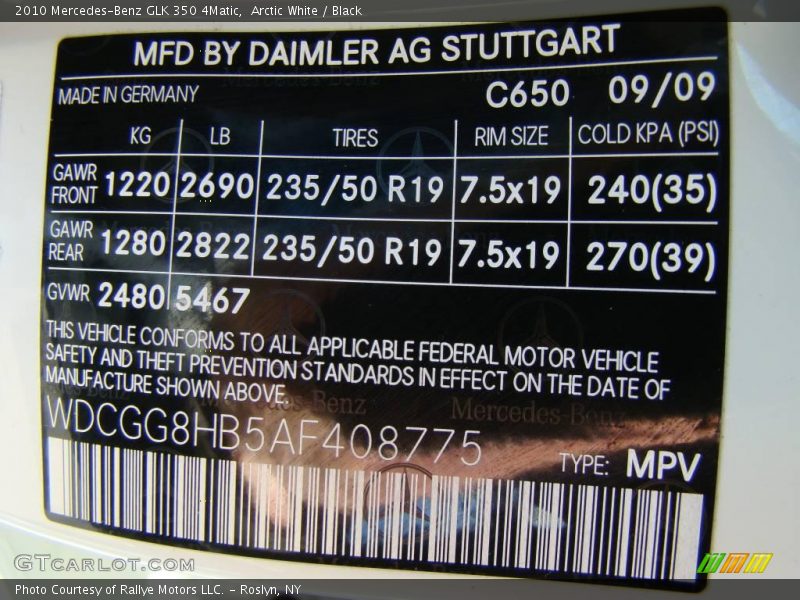 2010 Mercedes-Benz GLK 350 4Matic, Arctic White / Black
MFD BY DAIMLER AG STUTTGART
MADE IN GERMANY C650 09/09
KG LB TIRES RIM SIZE COLD KPA (PSI)
GAWR FRONT 1220 2690 235/50 R19 7.5x19 240(35)
GAWR REAR 1280 2822 235/50 R19 7.5x19 270(39)
GVWR 2480 5467
THIS VEHICLE CONFORMS TO ALL APPLICABLE FEDERAL MOTOR VEHICLE
SAFETY AND THEFT PREVENTION STANDARDS IN EFFECT ON THE DATE OF
MANUFACTURE SHOWN ABOVE.
Mercedes-Benz
WDCGG8HB5AF408775
TYPE: MPV
GTCarlot.com
Photo Courtesy of Rallye Motors LLC. - Roslyn, NY